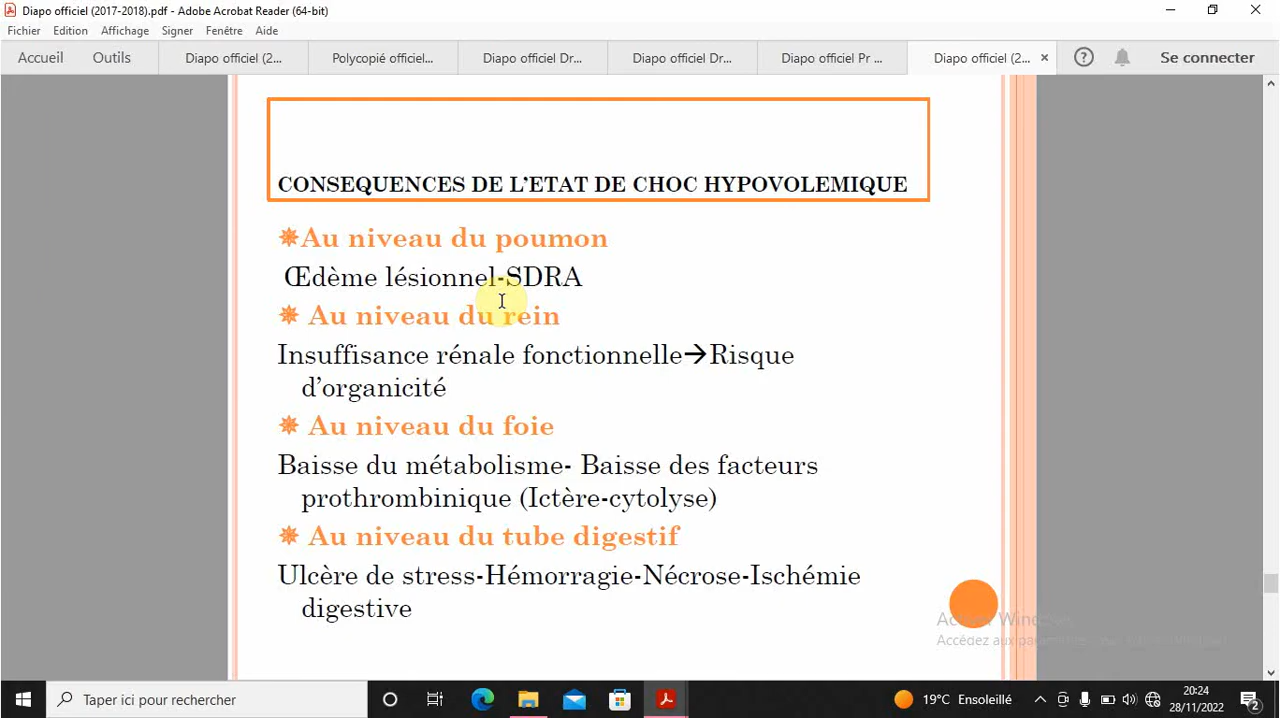 Diapo officiel (2017-2018).pdf - Adobe Acrobat Reader (64-bit)
Fichier Edition Affichage Signer Fenêtre Aide
Accueil Outils Diapo officiel (2... Polycopié officiel... Diapo officiel Dr... Diapo officiel Dr... Diapo officiel Pr ... Diapo officiel (2... × Se connecter
CONSEQUENCES DE L'ETAT DE CHOC HYPOVOLEMIQUE
Au niveau du poumon
Œdème lésionnel-SDRA
Au niveau du rein
Insuffisance rénale fonctionnelle→Risque
d'organicité
Au niveau du foie
Baisse du métabolisme- Baisse des facteurs
prothrombinique (Ictère-cytolyse)
Au niveau du tube digestif
Ulcère de stress-Hémorragie-Nécrose-Ischémie
digestive
Windows
Accédez aux
Taper ici pour rechercher
19°C Ensoleillé
20:24
28/11/2022
2